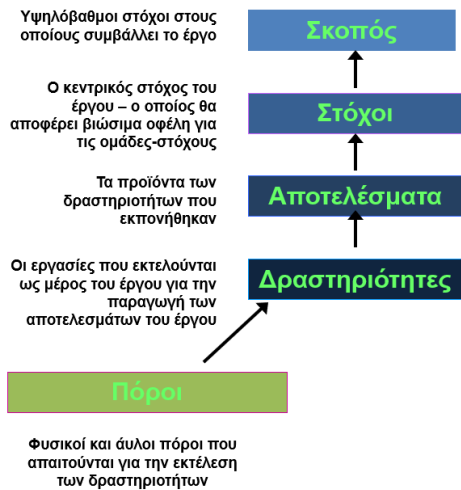 Υψηλόβαθμοι στόχοι στους
οποίους συμβάλλει το έργο
Σκοπός
Ο κεντρικός στόχος του
έργου – ο οποίος θα
αποφέρει βιώσιμα οφέλη για
τις ομάδες-στόχους
Στόχοι
Τα προϊόντα των
δραστηριοτήτων που
εκπονήθηκαν
Αποτελέσματα
Οι εργασίες που εκτελούνται
ως μέρος του έργου για την
παραγωγή των
αποτελεσμάτων του έργου
Δραστηριότητες
Πόροι
Φυσικοί και άυλοι πόροι που
απαιτούνται για την εκτέλεση
των δραστηριοτήτων